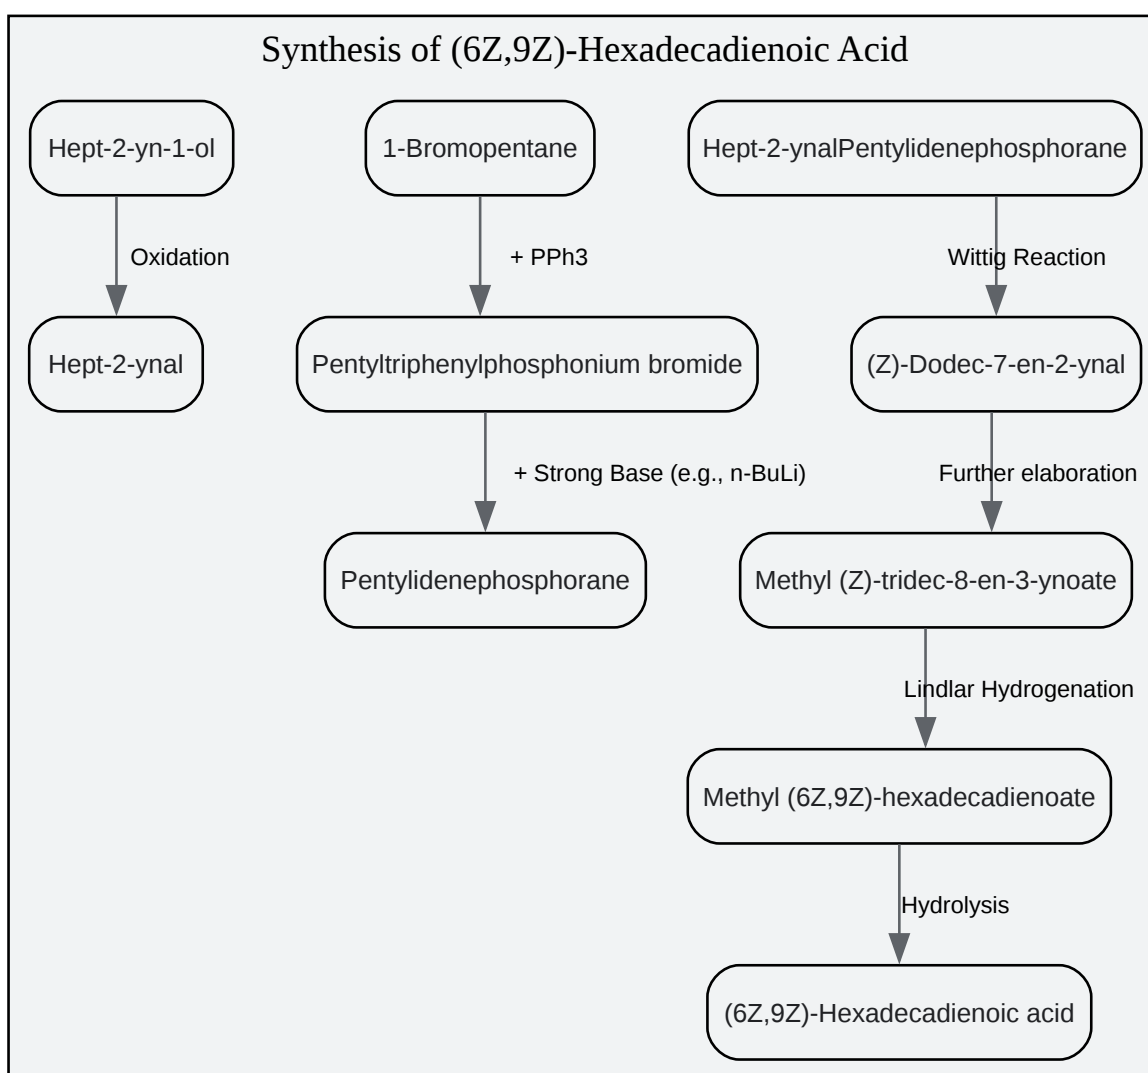 Synthesis of (6Z,9Z)-Hexadecadienoic Acid
Hept-2-yn-1-ol
1-Bromopentane
Hept-2-ynalPentylidenephosphorane
Oxidation
+ PPh3
Wittig Reaction
Hept-2-ynal
Pentyltriphenylphosphonium bromide
(Z)-Dodec-7-en-2-ynal
+ Strong Base (e.g., n-BuLi)
Further elaboration
Pentylidenephosphorane
Methyl (Z)-tridec-8-en-3-ynoate
Lindlar Hydrogenation
Methyl (6Z,9Z)-hexadecadienoate
Hydrolysis
(6Z,9Z)-Hexadecadienoic acid